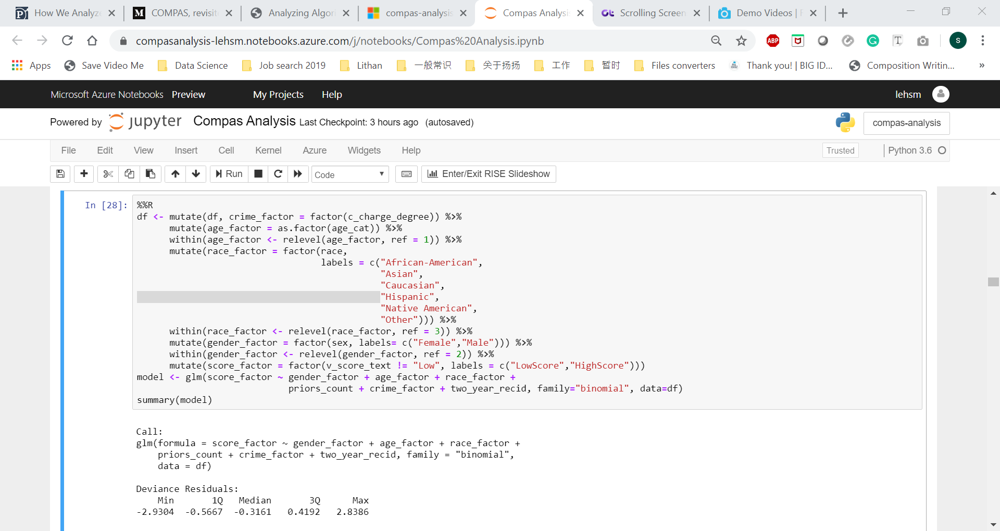 How We Analyze
COMPAS, revisite
Analyzing Algori
compas-analysis
Compas Analysis
Scrolling Screen
Demo Videos | F
compasanalysis-lehsm.notebooks.azure.com/j/notebooks/Compas%20Analysis.ipynb
ABP
S
Apps
Save Video Me
Data Science
Job search 2019
Lithan
一般常识
关于扬扬
工作
暂时
Files converters
Thank you! | BIG ID...
Composition Writin...
»
Microsoft Azure Notebooks Preview My Projects Help lehsm
Powered by jupyter Compas Analysis Last Checkpoint: 3 hours ago (autosaved) compas-analysis
File Edit View Insert Cell Kernel Azure Widgets Help Trusted Python 3.6
Run Code Enter/Exit RISE Slideshow
In [28]:
%%R
df <- mutate(df, crime_factor = factor(c_charge_degree)) %>%
      mutate(age_factor = as.factor(age_cat)) %>%
      within(age_factor <- relevel(age_factor, ref = 1)) %>%
      mutate(race_factor = factor(race,
                                  labels = c("African-American",
                                             "Asian",
                                             "Caucasian",
                                             "Hispanic",
                                             "Native American",
                                             "Other"))) %>%
      within(race_factor <- relevel(race_factor, ref = 3)) %>%
      mutate(gender_factor = factor(sex, labels= c("Female","Male"))) %>%
      within(gender_factor <- relevel(gender_factor, ref = 2)) %>%
      mutate(score_factor = factor(v_score_text != "Low", labels = c("LowScore","HighScore")))
model <- glm(score_factor ~ gender_factor + age_factor + race_factor +
                            priors_count + crime_factor + two_year_recid, family="binomial", data=df)
summary(model)
Call:
glm(formula = score_factor ~ gender_factor + age_factor + race_factor +
    priors_count + crime_factor + two_year_recid, family = "binomial",
    data = df)
Deviance Residuals:
    Min       1Q   Median       3Q      Max
-2.9304  -0.5667  -0.3161   0.4192   2.8386